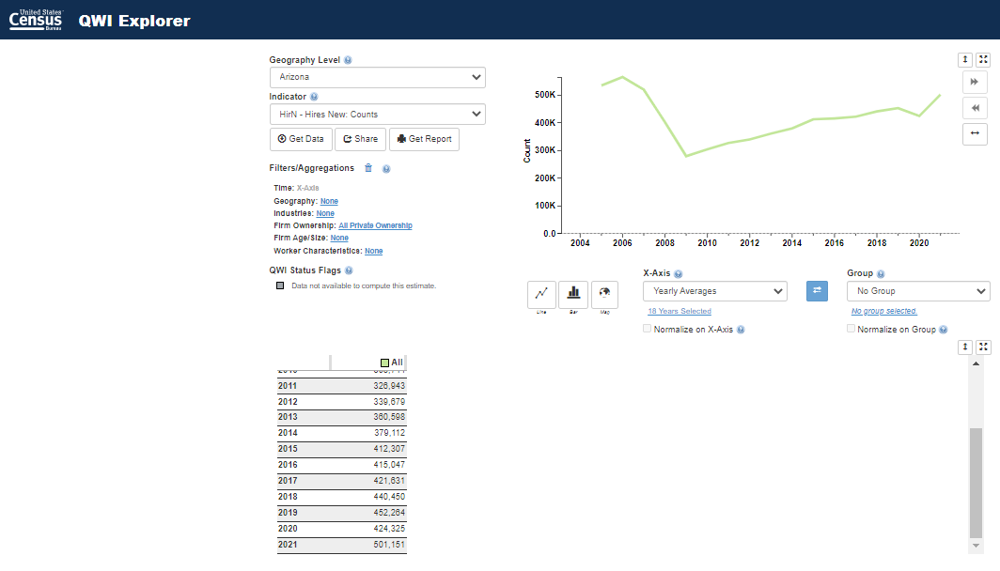 United States®
Census
Bureau
QWI Explorer
Geography Level
Arizona
Indicator
HirN - Hires New: Counts
Get Data
Share
Get Report
Filters/Aggregations
Time: X-Axis
Geography: None
Industries: None
Firm Ownership: All Private Ownership
Firm Age/Size: None
Worker Characteristics: None
QWI Status Flags
Data not available to compute this estimate.
500K
400K
300K
200K
100K
0.0
Count
2004 2006 2008 2010 2012 2014 2016 2018 2020
Line
Bar
Map
X-Axis
Yearly Averages
18 Years Selected
Normalize on X-Axis
Group
No Group
No group selected.
Normalize on Group
All
2011 326,943
2012 339,679
2013 360,598
2014 379,112
2015 412,307
2016 415,047
2017 421,631
2018 440,450
2019 452,264
2020 424,325
2021 501,151